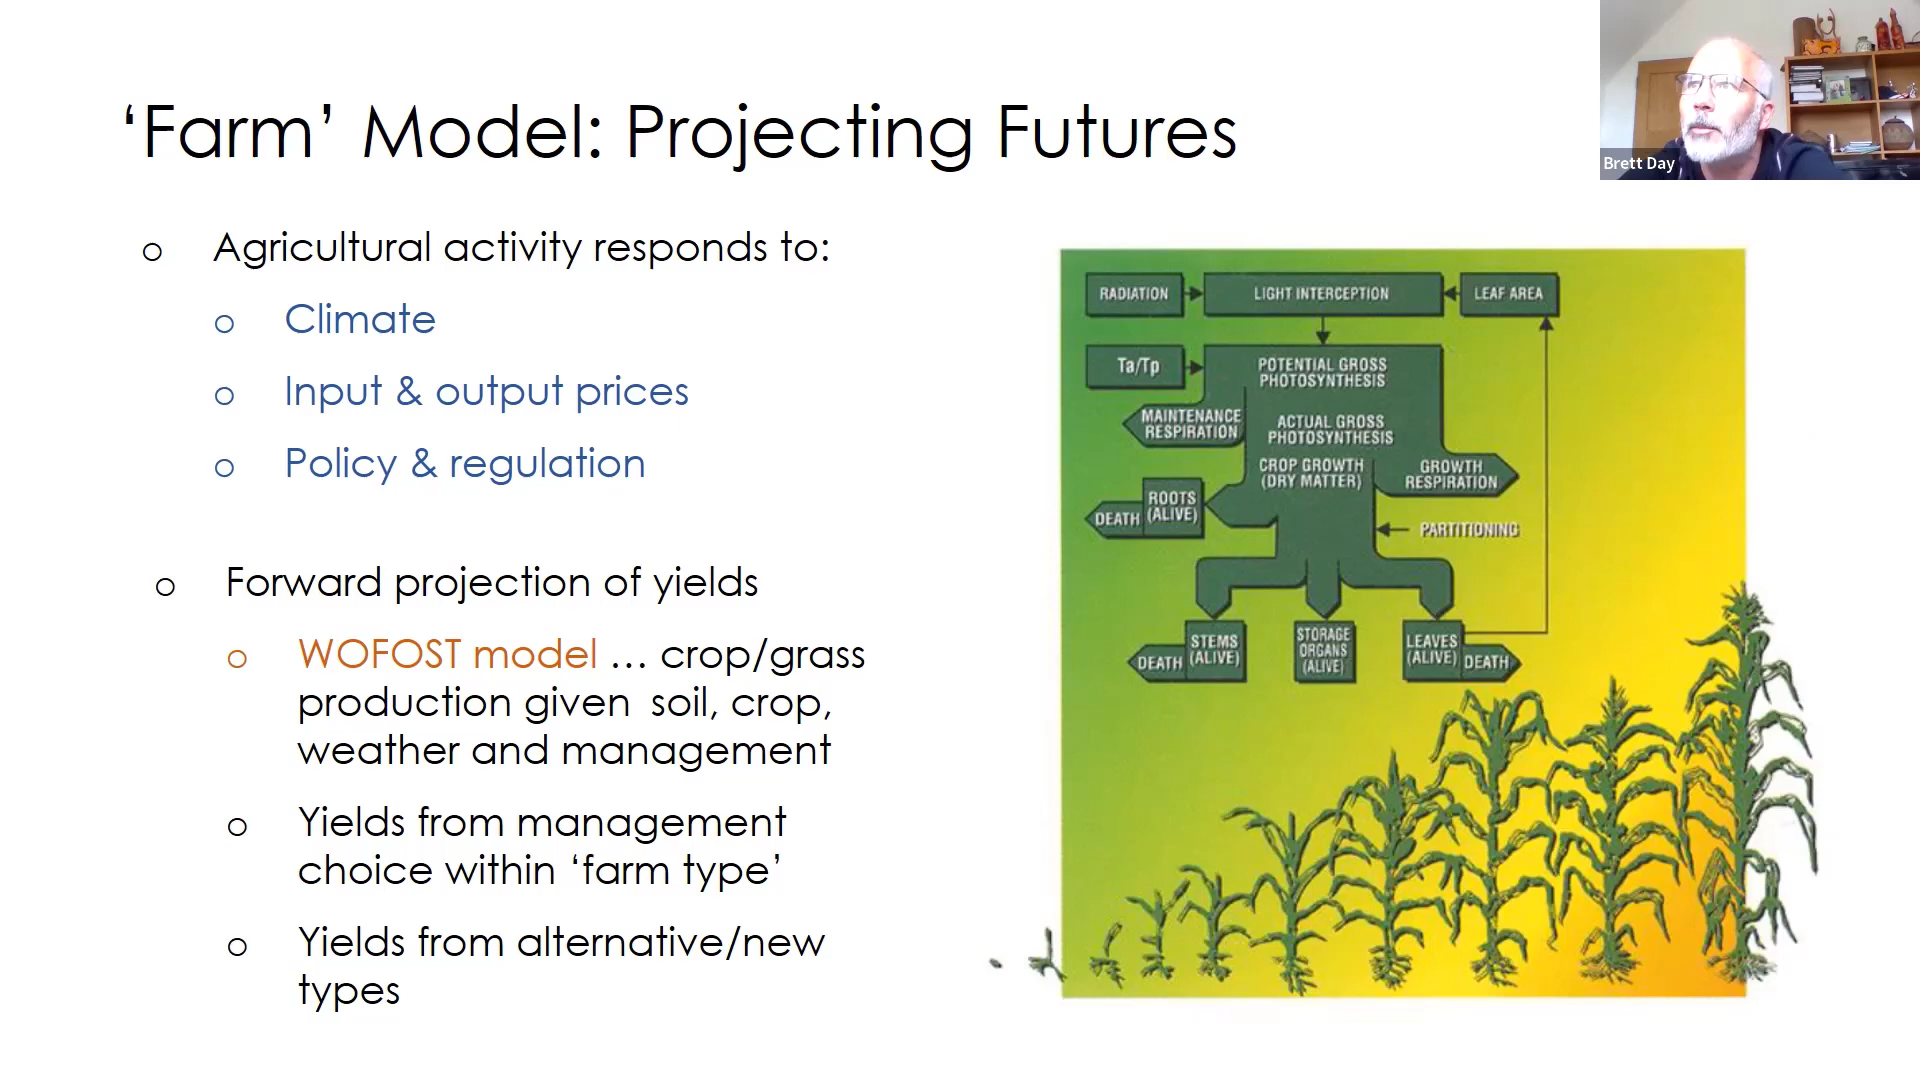 ‘Farm’ Model: Projecting Futures
Brett Day
Agricultural activity responds to:
Climate
Input & output prices
Policy & regulation
Forward projection of yields
WOFOST model … crop/grass
production given soil, crop,
weather and management
Yields from management
choice within ‘farm type’
Yields from alternative/new
types
RADIATION
LIGHT INTERCEPTION
LEAF AREA
Ta/Tp
POTENTIAL GROSS
PHOTOSYNTHESIS
MAINTENANCE
RESPIRATION
ACTUAL GROSS
PHOTOSYNTHESIS
CROP GROWTH
(DRY MATTER)
GROWTH
RESPIRATION
ROOTS
(ALIVE)
DEATH
PARTITIONING
STEMS
(ALIVE)
DEATH
STORAGE
ORGANS
(ALIVE)
LEAVES
(ALIVE)
DEATH